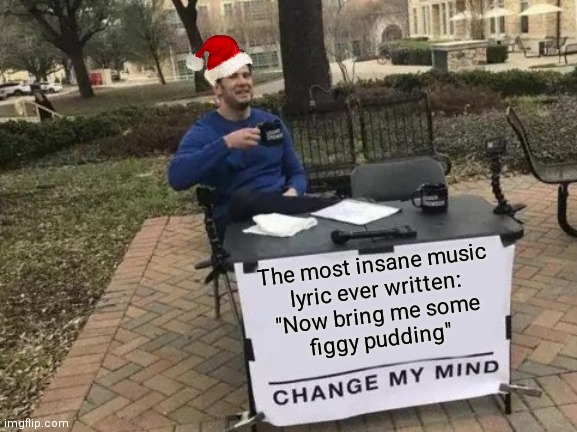 The most insane music
lyric ever written:
"Now bring me some
figgy pudding"
CHANGE MY MIND
imgflip.com